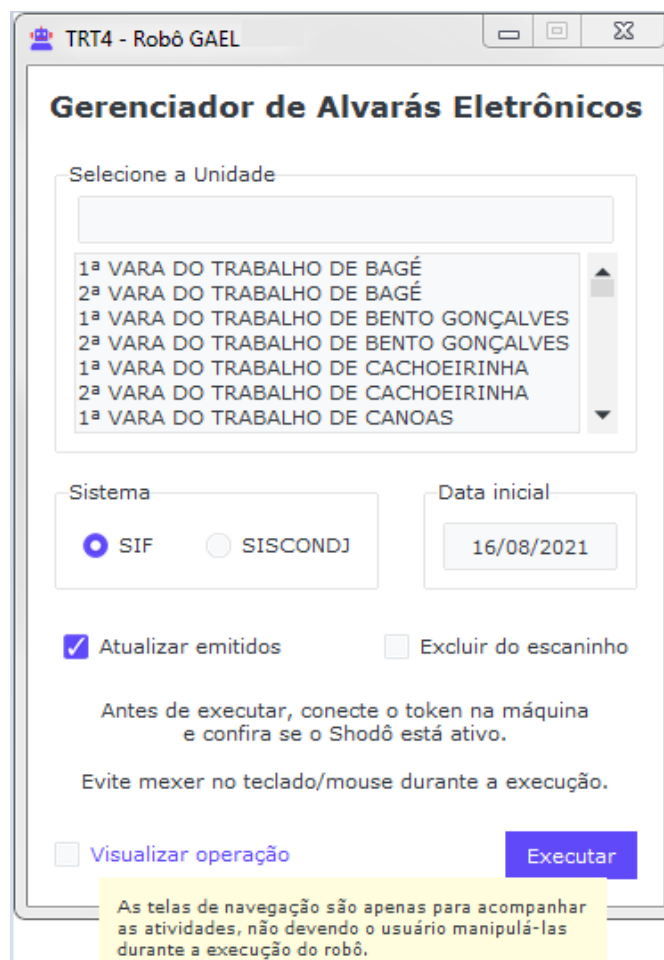 TRT4 - Robô GAEL
Gerenciador de Alvarás Eletrônicos
Selecione a Unidade
1ª VARA DO TRABALHO DE BAGÉ
2ª VARA DO TRABALHO DE BAGÉ
1ª VARA DO TRABALHO DE BENTO GONÇALVES
2ª VARA DO TRABALHO DE BENTO GONÇALVES
1ª VARA DO TRABALHO DE CACHOEIRINHA
2ª VARA DO TRABALHO DE CACHOEIRINHA
1ª VARA DO TRABALHO DE CANOAS
Sistema
SIF SISCONDJ
Data inicial
16/08/2021
Atualizar emitidos Excluir do escaninho
Antes de executar, conecte o token na máquina
e confira se o Shodô está ativo.
Evite mexer no teclado/mouse durante a execução.
Visualizar operação Executar
As telas de navegação são apenas para acompanhar
as atividades, não devendo o usuário manipulá-las
durante a execução do robô.